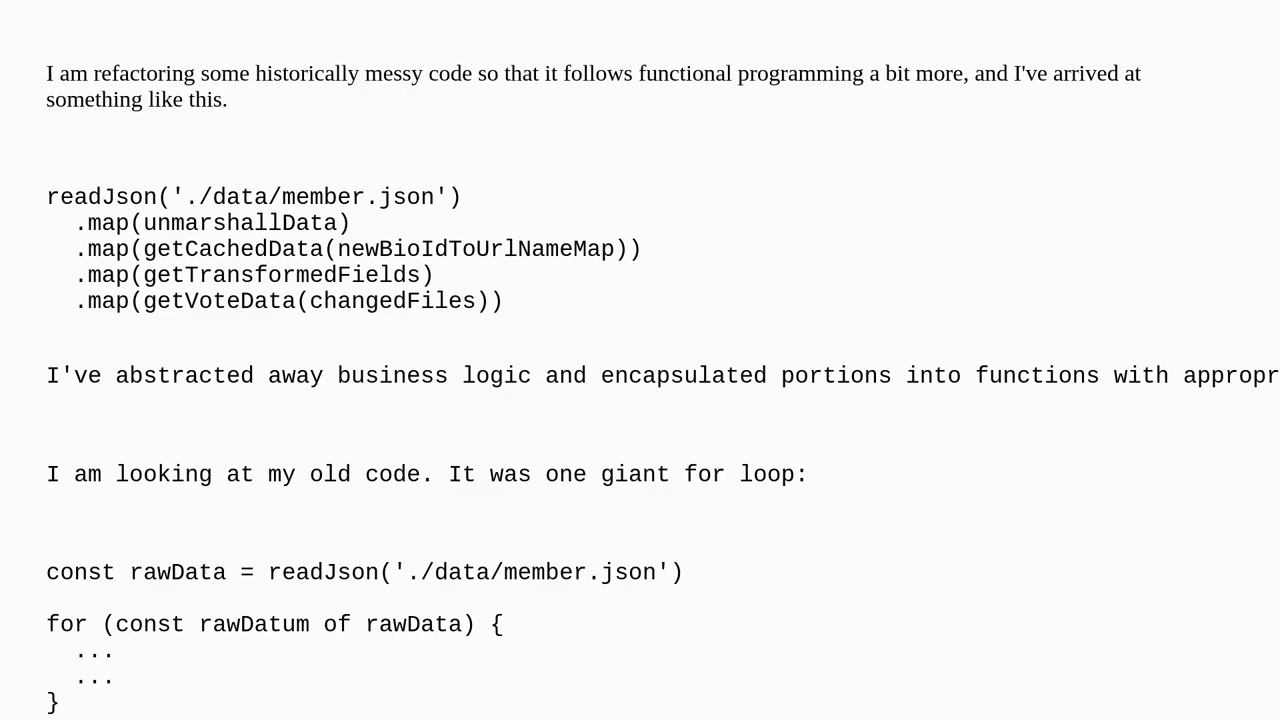 I am refactoring some historically messy code so that it follows functional programming a bit more, and I've arrived at
something like this.
readJson('./data/member.json')
  .map(unmarshallData)
  .map(getCachedData(newBioIdToUrlNameMap))
  .map(getTransformedFields)
  .map(getVoteData(changedFiles))
I've abstracted away business logic and encapsulated portions into functions with appropr
I am looking at my old code. It was one giant for loop:
const rawData = readJson('./data/member.json')
for (const rawDatum of rawData) {
  ...
  ...
}